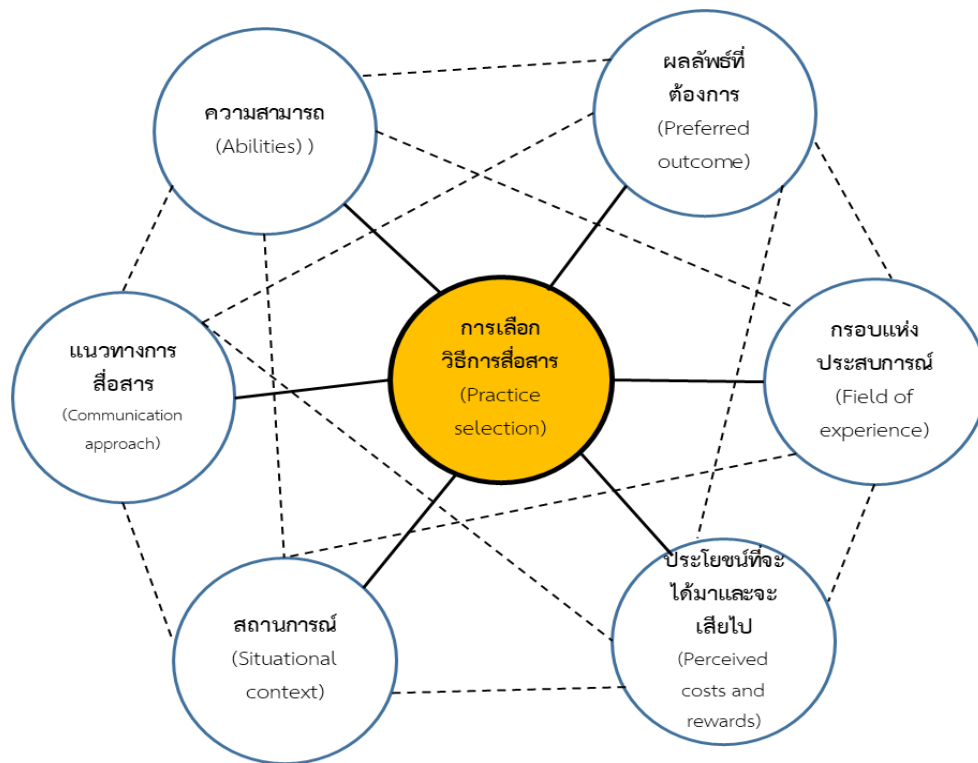 ความสามารถ
(Abilities) )
ผลลัพธ์ที่
ต้องการ
(Preferred
outcome)
แนวทางการ
สื่อสาร
(Communication
approach)
การเลือก
วิธีการสื่อสาร
(Practice
selection)
กรอบแห่ง
ประสบการณ์
(Field of
experience)
สถานการณ์
(Situational
context)
ประโยชน์ที่จะ
ได้มาและจะ
เสียไป
(Perceived
costs and
rewards)